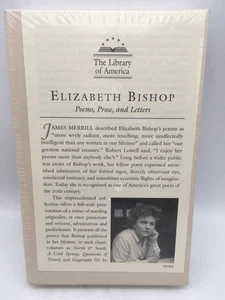 The Library
of America
ELIZABETH BISHOP
Poems, Prose, and Letters
JAMES MERRILL described Elizabeth Bishop's poems as
"more wryly radiant, more touching, more unaffectedly
intelligent than any written in our lifetime" and called her "our
greatest national treasure." Robert Lowell said, "I enjoy her
poems more than anybody else's." Long before a wider public
was aware of Bishop's work, her fellow poets expressed aston-
ished admiration of her formal rigor, fiercely observant eye,
emotional intimacy, and sometimes eccentric flights of imagina-
tion. Today she is recognized as one of America's great poets of
the 20th century.
This unprecedented collection
offers a full-scale presentation
of a writer of startling
originality, at once passionate
and reticent, adventurous and
perfectionist. It presents all the
poetry that Bishop published
in her lifetime, in such classic
volumes as North & South,
A Cold Spring, Questions of
Travel, and Geography III. In